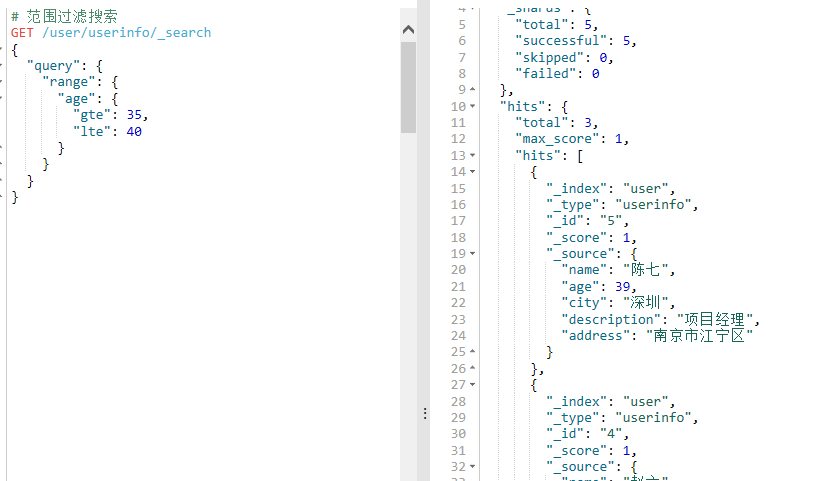 # 范围过滤搜索
GET /user/userinfo/_search
{
"query": {
"range": {
"age": {
"gte": 35,
"lte": 40
}
}
}
}
5 "total": 5,
6 "successful": 5,
7 "skipped": 0,
8 "failed": 0
9 },
10 "hits": {
11 "total": 3,
12 "max_score": 1,
13 "hits": [
14 {
15 "_index": "user",
16 "_type": "userinfo",
17 "_id": "5",
18 "_score": 1,
19 "_source": {
20 "name": "陈七",
21 "age": 39,
22 "city": "深圳",
23 "description": "项目经理",
24 "address": "南京市江宁区"
25 }
26 },
27 {
28 "_index": "user",
29 "_type": "userinfo",
30 "_id": "4",
31 "_score": 1,
32 "_source": {